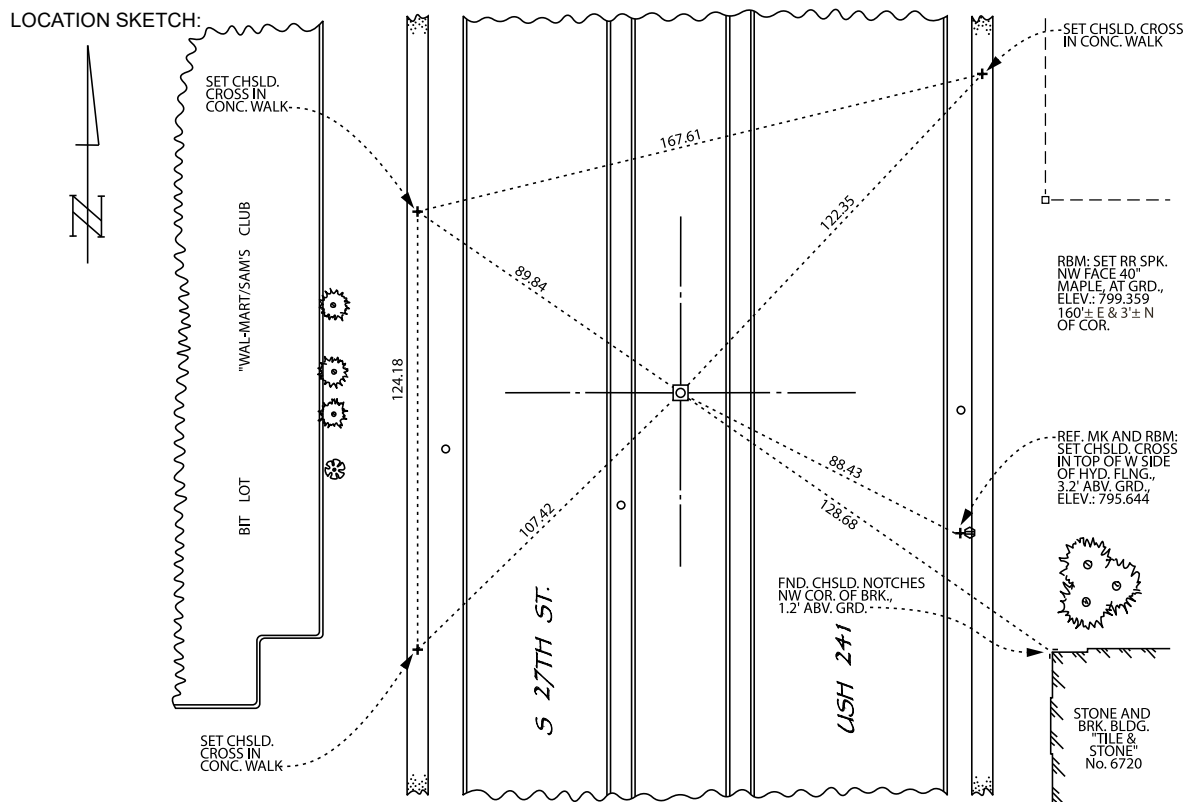 LOCATION SKETCH:
N
SET CHSLD.
CROSS IN
CONC. WALK
SET CHSLD. CROSS
IN CONC. WALK
167.61
122.35
89.84
124.18
"WAL-MART/SAM'S CLUB
BIT LOT
RBM: SET RR SPK.
NW FACE 40"
MAPLE, AT GRD.,
ELEV.: 799.359
160'± E & 3'± N
OF COR.
88.43
128.68
107.42
REF. MK AND RBM:
SET CHSLD. CROSS
IN TOP OF W SIDE
OF HYD. FLNG.,
3.2' ABV. GRD.,
ELEV.: 795.644
FND. CHSLD. NOTCHES
NW COR. OF BRK.,
1.2' ABV. GRD.
S 27TH ST.
USH 241
SET CHSLD.
CROSS IN
CONC. WALK
STONE AND
BRK. BLDG.
"TILE &
STONE"
No. 6720